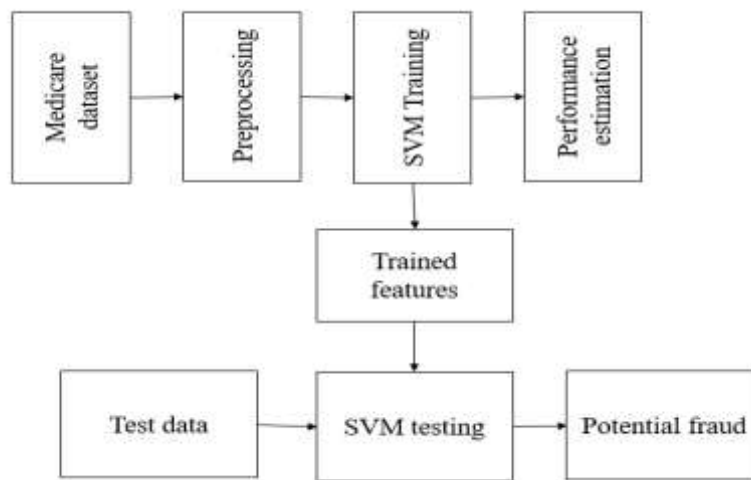 Medicare
dataset
Preprocessing
SVM Training
Performance
estimation
Trained
features
Test data
SVM testing
Potential fraud